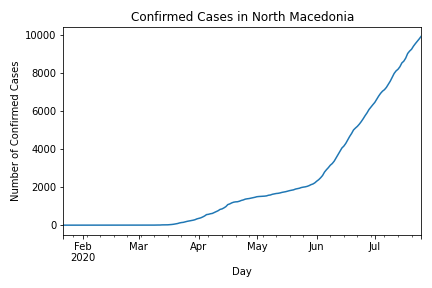 Confirmed Cases in North Macedonia
Number of Confirmed Cases
10000
8000
6000
4000
2000
0
Feb Mar Apr May Jun Jul
2020
Day